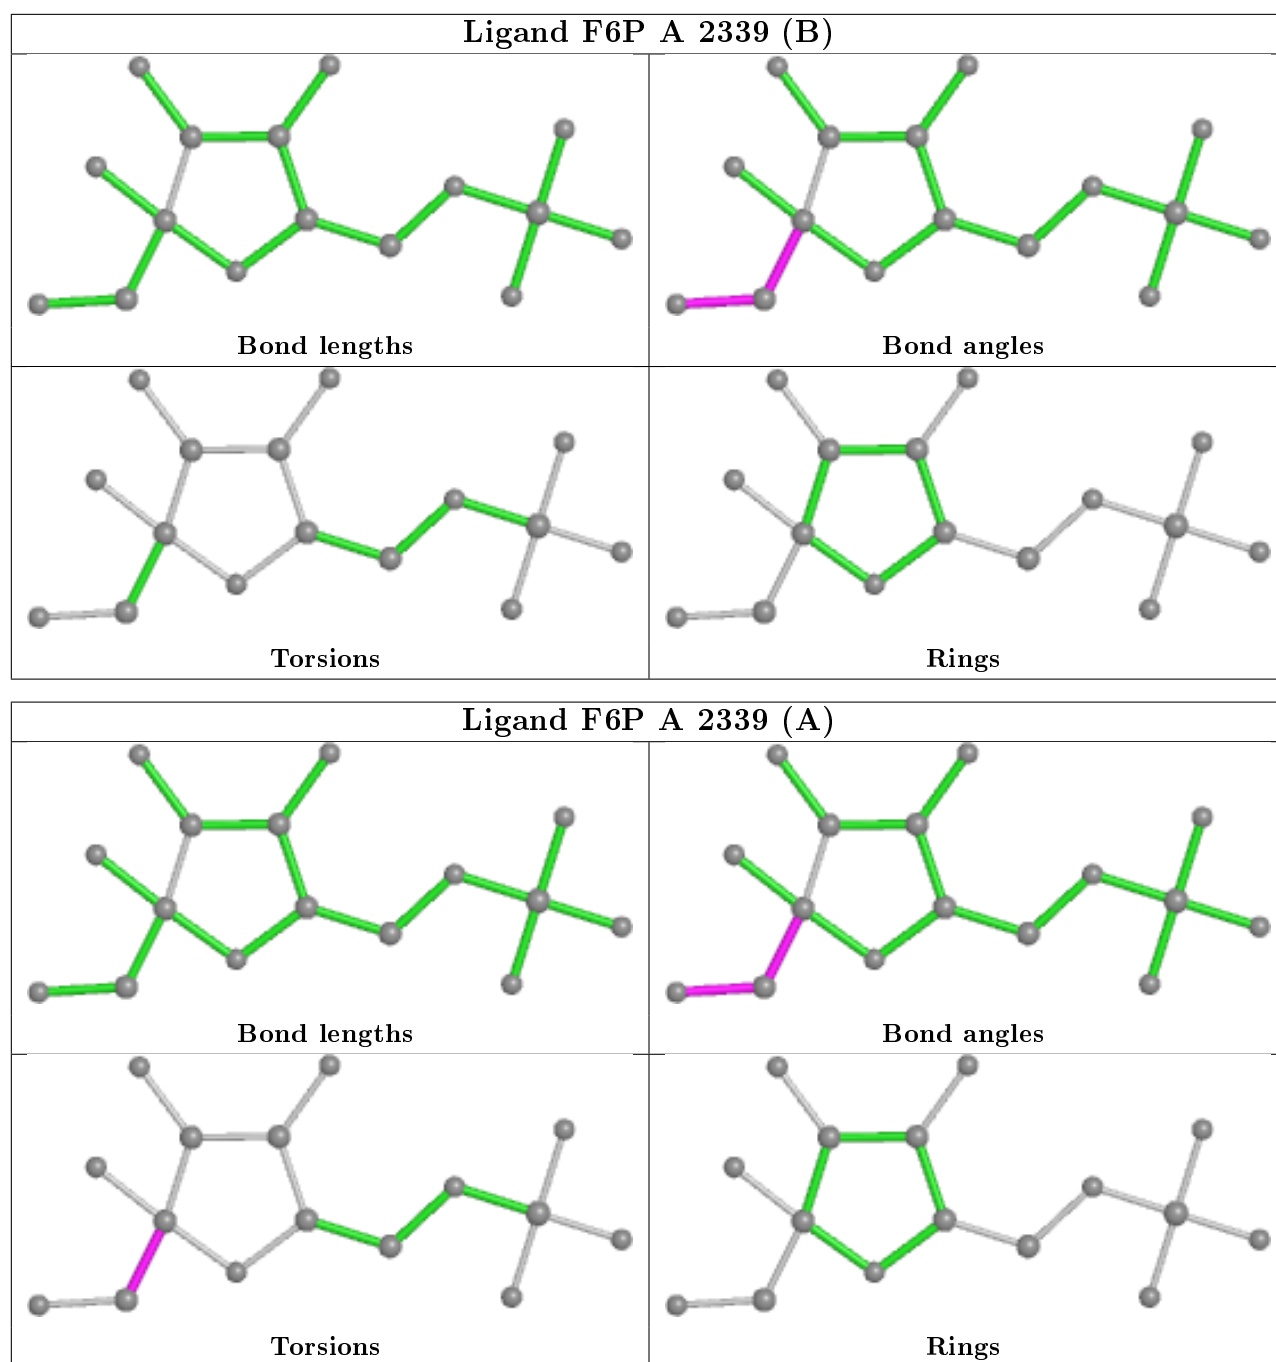 Ligand F6P A 2339 (B)
Bond lengths
Bond angles
Torsions
Rings
Ligand F6P A 2339 (A)
Bond lengths
Bond angles
Torsions
Rings